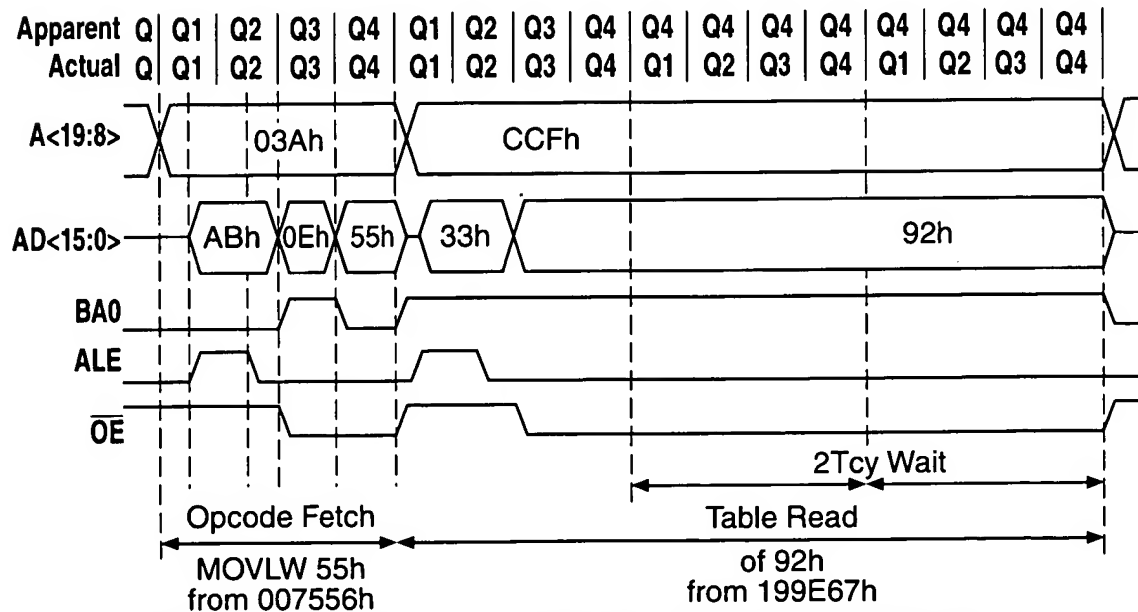 Apparent Q Q1 Q2 Q3 Q4 Q1 Q2 Q3 Q4 Q4 Q4 Q4 Q4 Q4 Q4 Q4 Q4
Actual Q Q1 Q2 Q3 Q4 Q1 Q2 Q3 Q4 Q1 Q2 Q3 Q4 Q1 Q2 Q3 Q4
A<19:8> 03Ah CCFh
AD<15:0> ABh 0Eh 55h 33h 92h
BA0
ALE
OE
2Tcy Wait
Opcode Fetch Table Read
MOVLW 55h of 92h
from 007556h from 199E67h